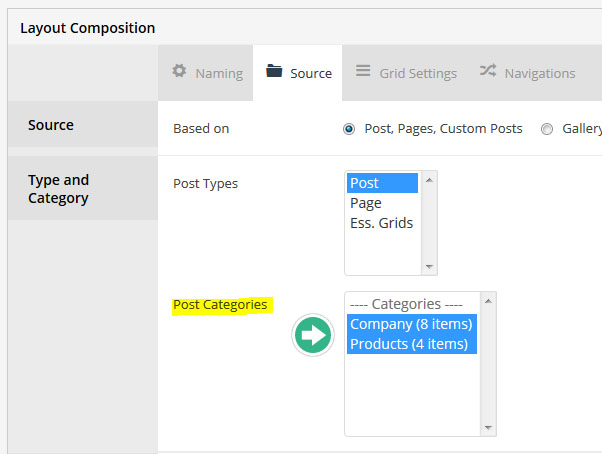 Layout Composition
Naming
Source
Grid Settings
Navigations
Source
Based on
Post, Pages, Custom Posts
Gallery
Type and
Category
Post Types
Post
Page
Ess. Grids
Post Categories
---- Categories ----
Company (8 items)
Products (4 items)